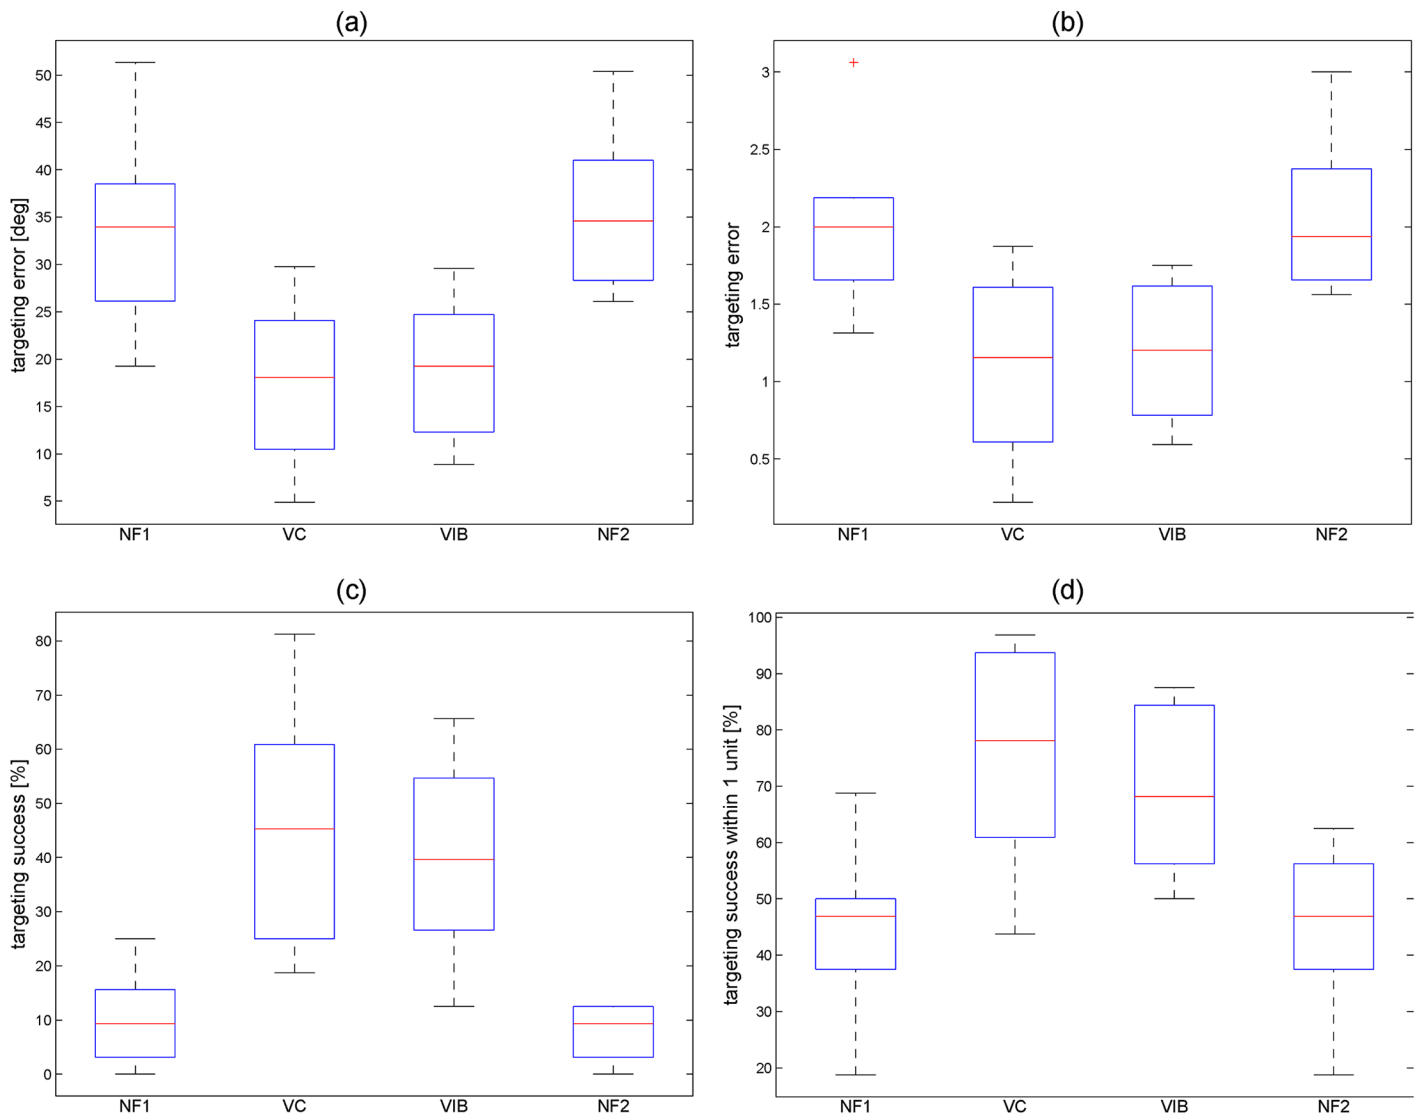 (a)
targeting error [deg]
50
45
40
35
30
25
20
15
10
5
NF1 VC VIB NF2
(b)
targeting error
3
2.5
2
1.5
1
0.5
NF1 VC VIB NF2
(c)
targeting success [%]
80
70
60
50
40
30
20
10
0
NF1 VC VIB NF2
(d)
targeting success within 1 unit [%]
100
90
80
70
60
50
40
30
20
NF1 VC VIB NF2